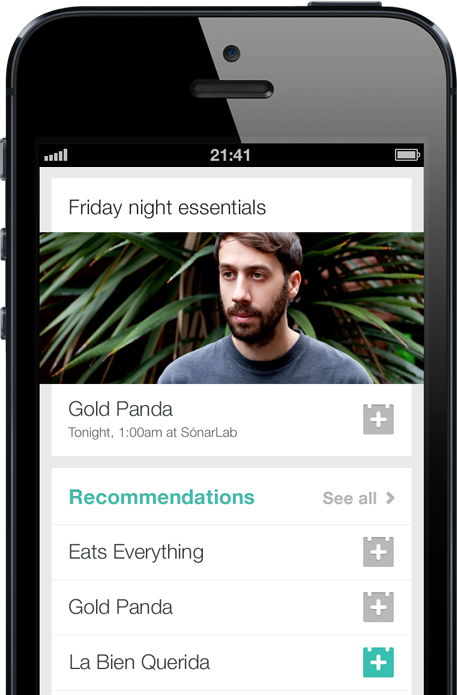 21:41
Friday night essentials
Gold Panda
Tonight, 1:00am at SónarLab
Recommendations
See all
Eats Everything
Gold Panda
La Bien Querida